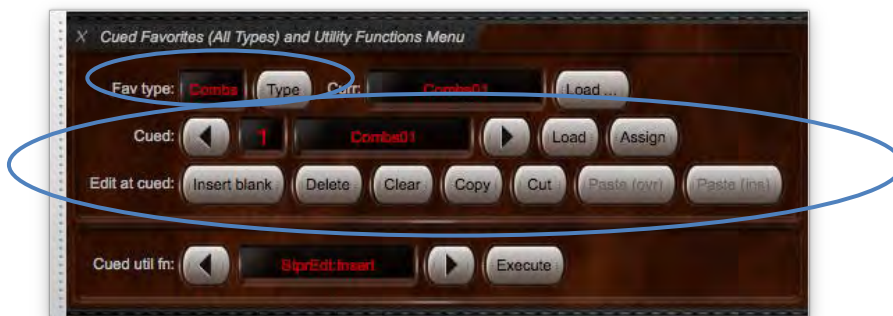 X Cued Favorites (All Types) and Utility Functions Menu
Fav type: Combs Type Curr: Combs01 Load ...
Cued: 1 Combs01 Load Assign
Edit at cued: Insert blank Delete Clear Copy Cut Paste (ovr) Paste (ins)
Cued util fn: StprEdt:Insert Execute